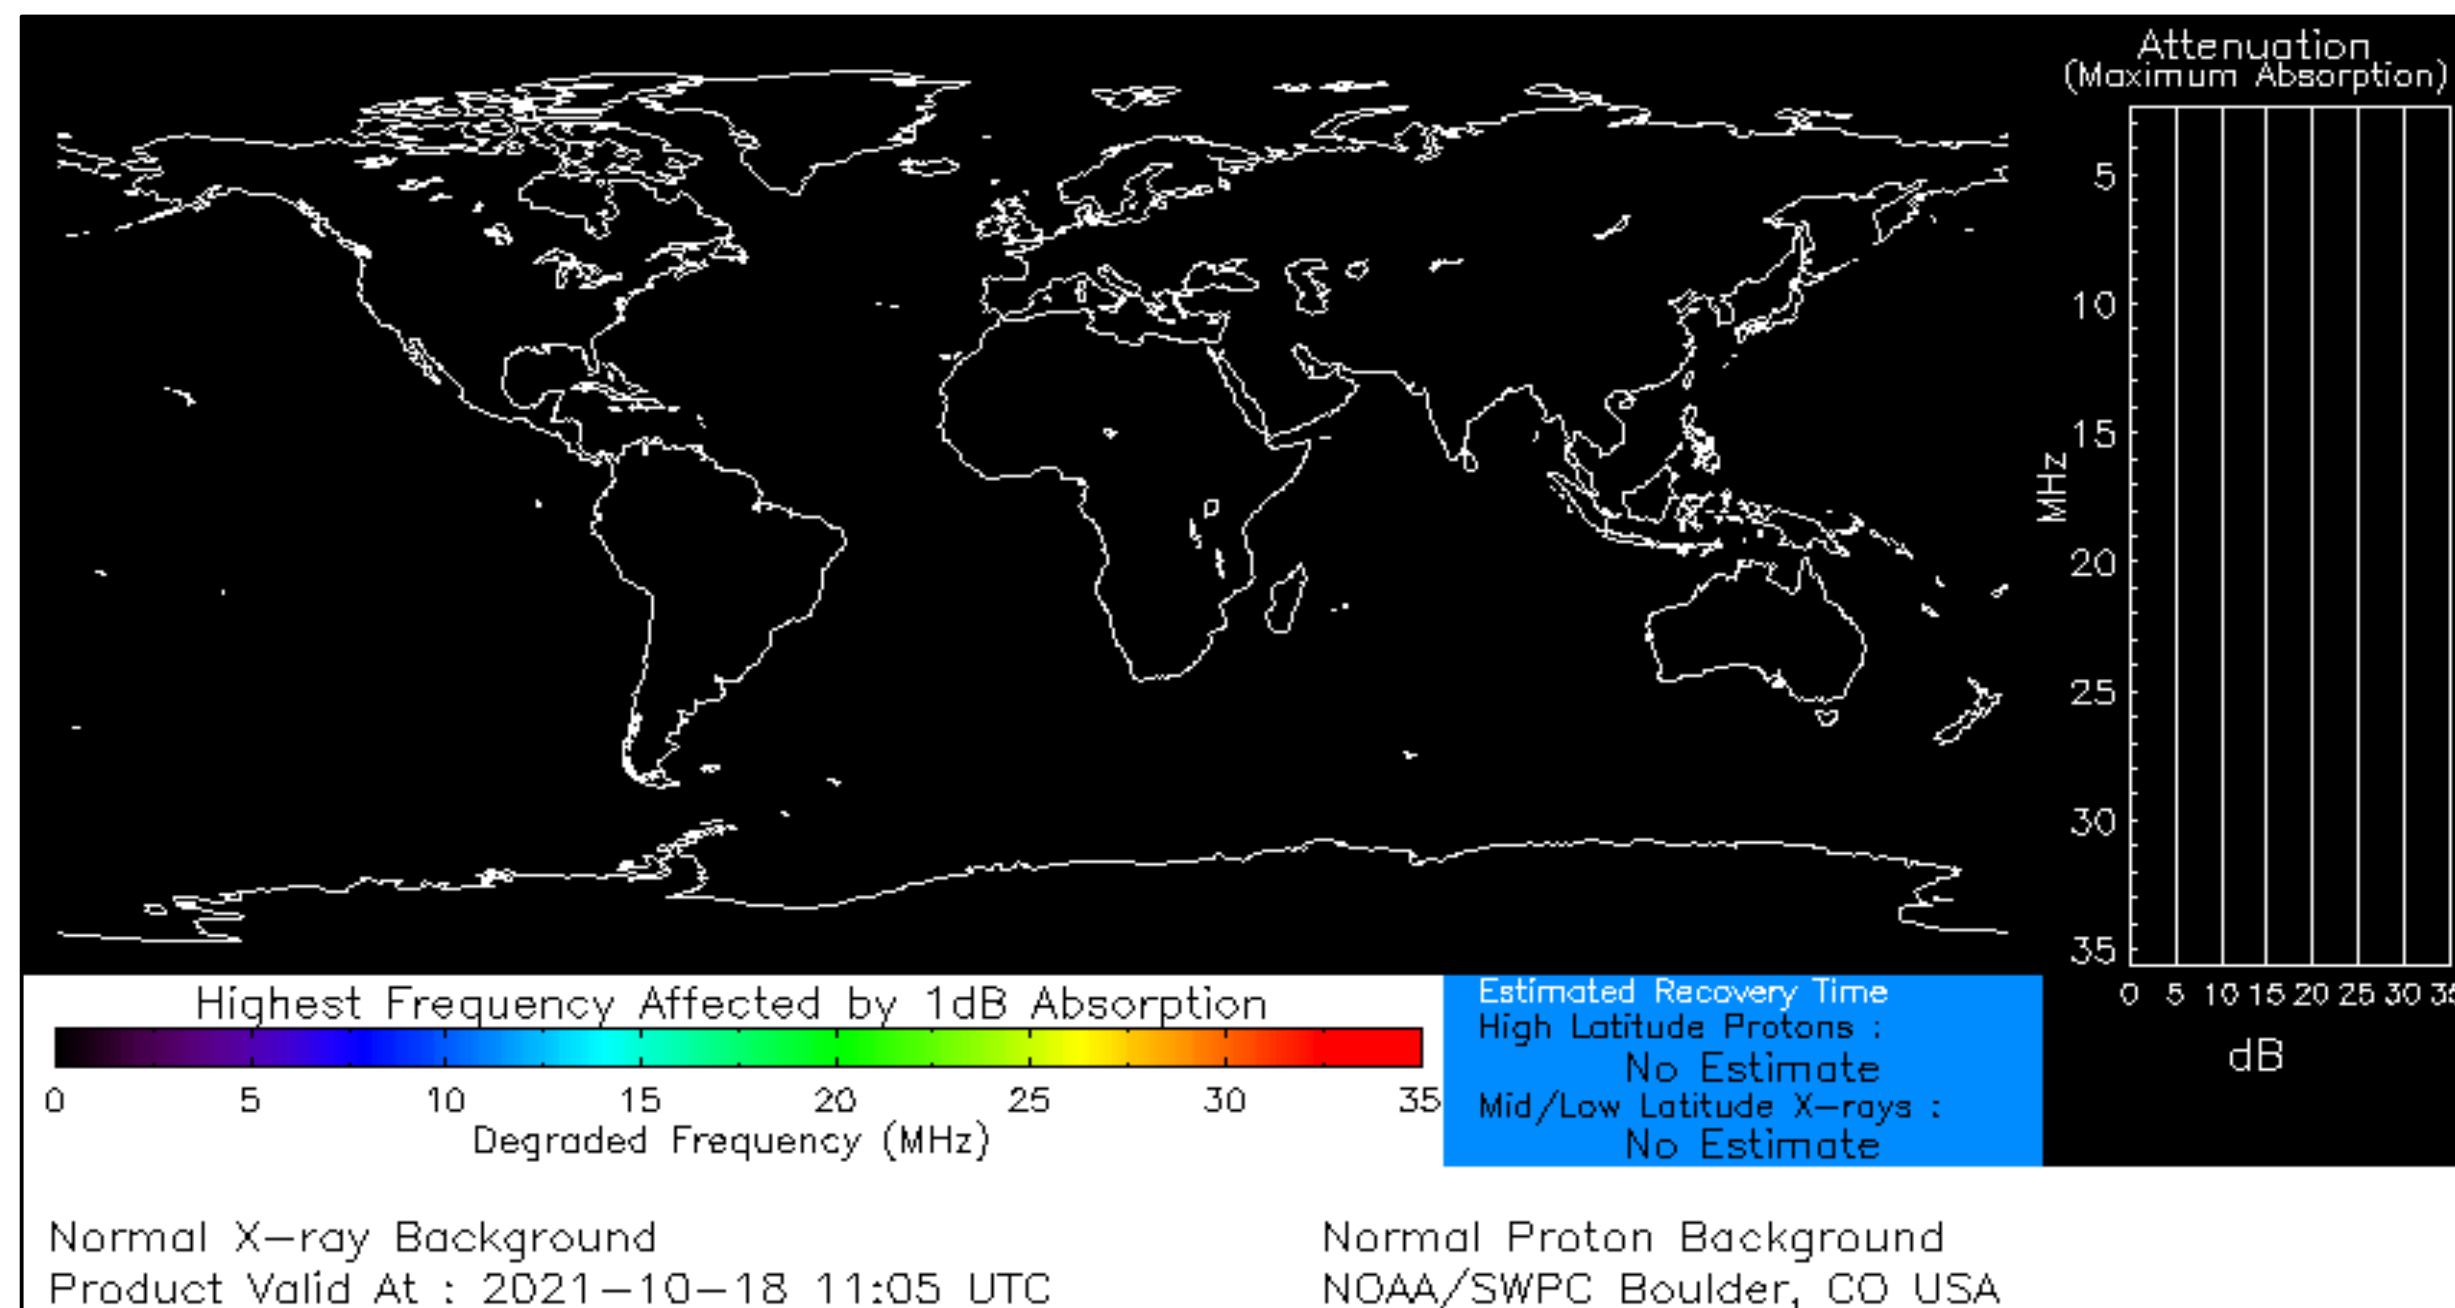 Attenuation
(Maximum Absorption)
5
10
15
20
25
30
35
MHz
0 5 10 15 20 25 30
dB
Highest Frequency Affected by 1dB Absorption
0 5 10 15 20 25 30 35
Degraded Frequency (MHz)
Estimated Recovery Time
High Latitude Protons :
No Estimate
Mid/Low Latitude X-rays :
No Estimate
Normal X-ray Background
Normal Proton Background
Product Valid At : 2021-10-18 11:05 UTC
NOAA/SWPC Boulder, CO USA